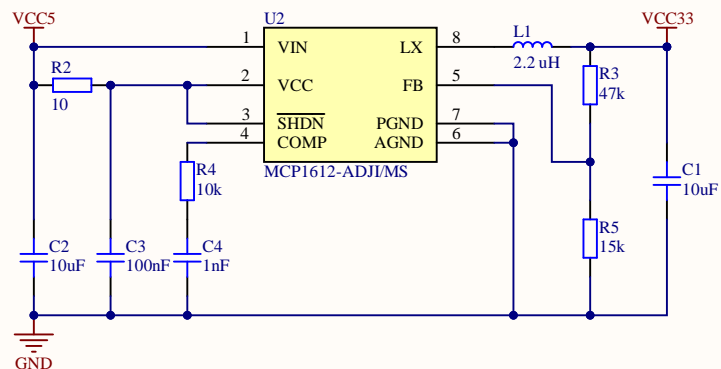 VCC5
U2
L1
VCC33
1
VIN
LX
8
2.2 uH
R2
10
2
VCC
FB
5
R3
47k
3
SHDN
PGND
7
4
COMP
AGND
6
MCP1612-ADJI/MS
R4
10k
C1
10uF
R5
15k
C2
10uF
C3
100nF
C4
1nF
GND